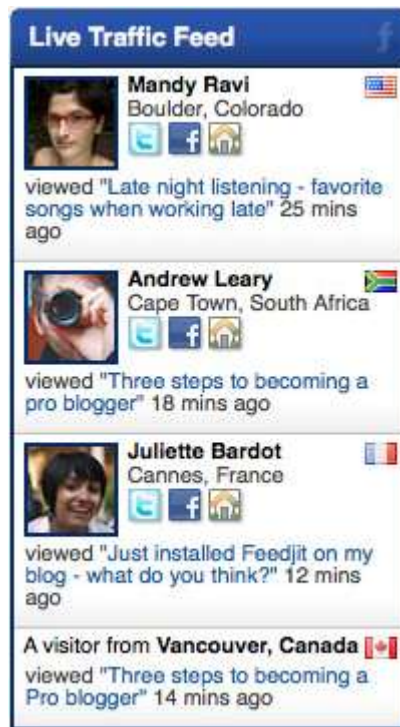 Live Traffic Feed
Mandy Ravi
Boulder, Colorado
viewed "Late night listening - favorite
songs when working late" 25 mins
ago
Andrew Leary
Cape Town, South Africa
viewed "Three steps to becoming a
pro blogger" 18 mins ago
Juliette Bardot
Cannes, France
viewed "Just installed Feedjit on my
blog - what do you think?" 12 mins
ago
A visitor from Vancouver, Canada
viewed "Three steps to becoming a
Pro blogger" 14 mins ago